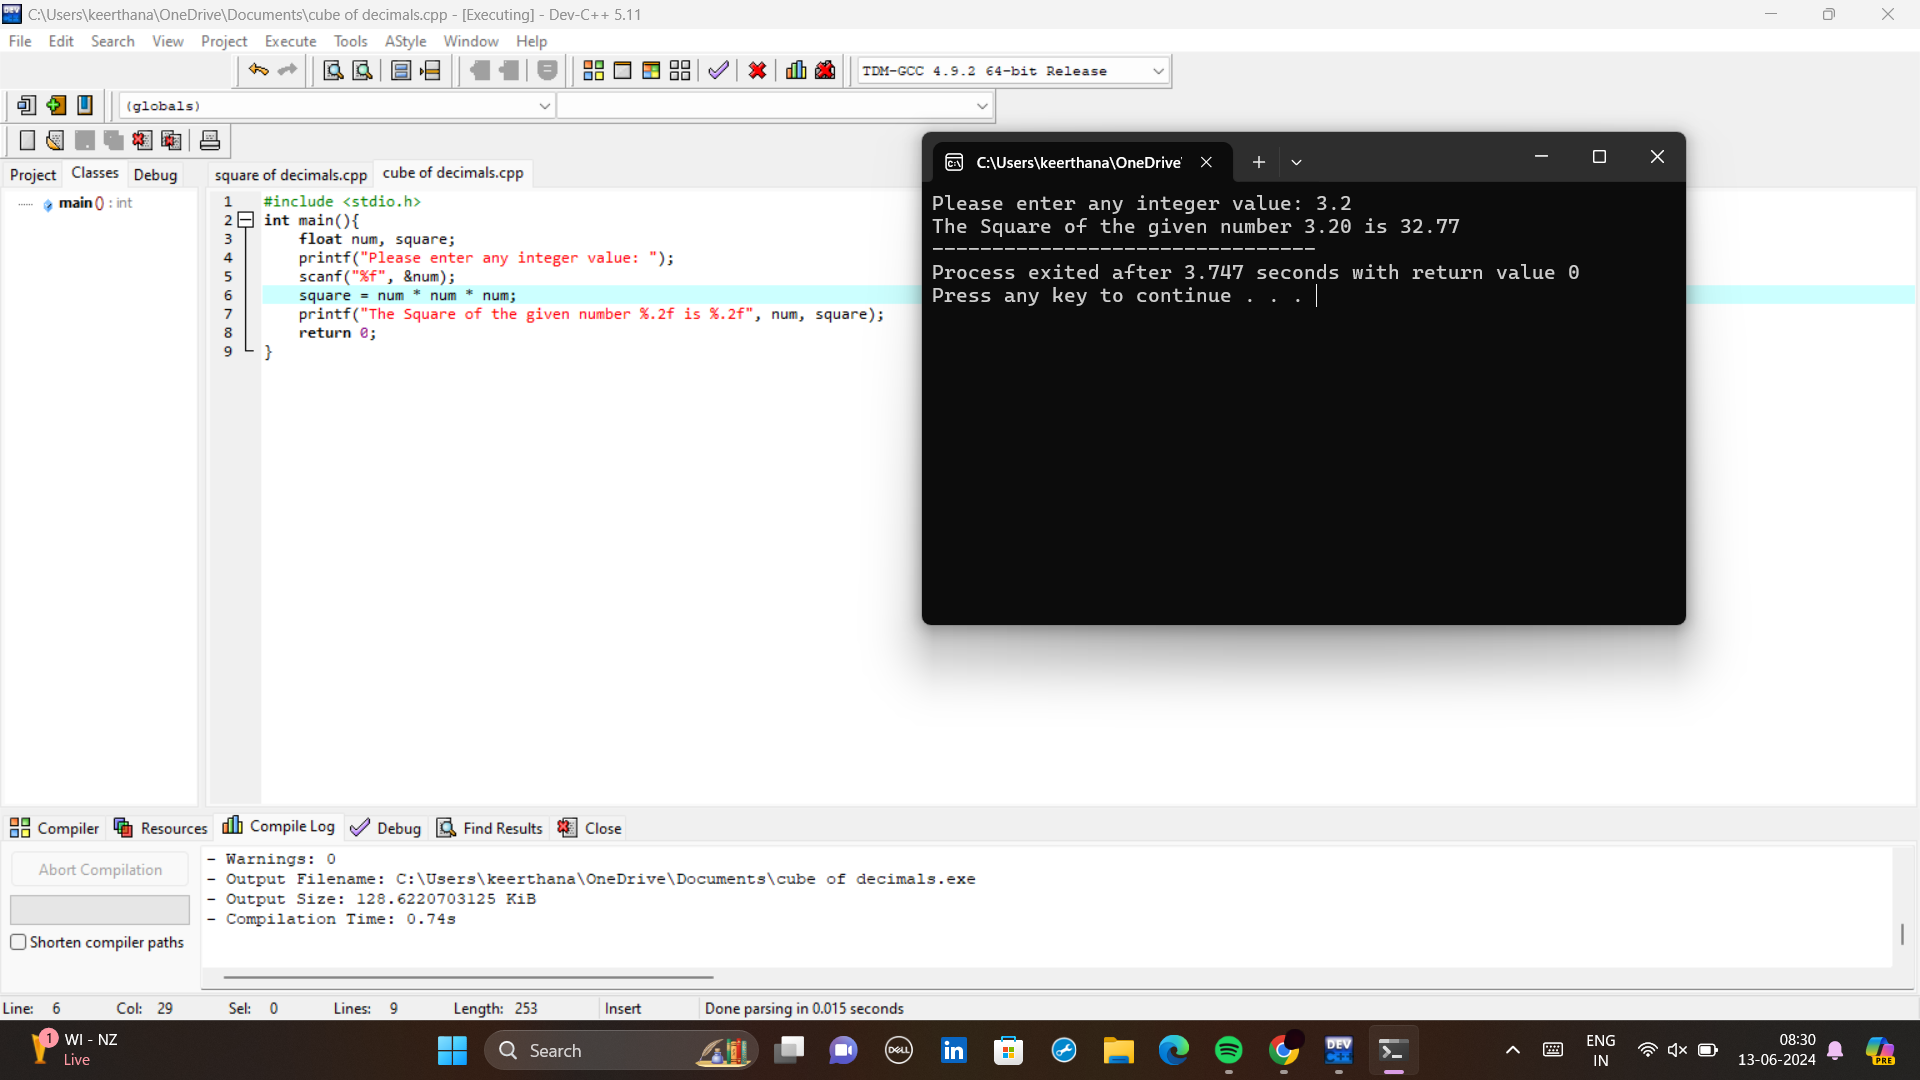 C:\Users\keerthana\OneDrive\Documents\cube of decimals.cpp - [Executing] - Dev-C++ 5.11
File Edit Search View Project Execute Tools AStyle Window Help
TDM-GCC 4.9.2 64-bit Release
(globals)
Project Classes Debug
main () : int
square of decimals.cpp cube of decimals.cpp
1 #include <stdio.h>
2 int main(){
3 float num, square;
4 printf("Please enter any integer value: ");
5 scanf("%f", &num);
6 square = num * num * num;
7 printf("The Square of the given number %.2f is %.2f", num, square);
8 return 0;
9 }
C:\Users\keerthana\OneDrive\
Please enter any integer value: 3.2
The Square of the given number 3.20 is 32.77
--------------------------------
Process exited after 3.747 seconds with return value 0
Press any key to continue . . .
Compiler Resources Compile Log Debug Find Results Close
Abort Compilation
Shorten compiler paths
- Warnings: 0
- Output Filename: C:\Users\keerthana\OneDrive\Documents\cube of decimals.exe
- Output Size: 128.6220703125 KiB
- Compilation Time: 0.74s
Line: 6 Col: 29 Sel: 0 Lines: 9 Length: 253 Insert Done parsing in 0.015 seconds
1
WI - NZ
Live
Search
DELL
in
DEV
C++
ENG
IN
08:30
13-06-2024
PRE